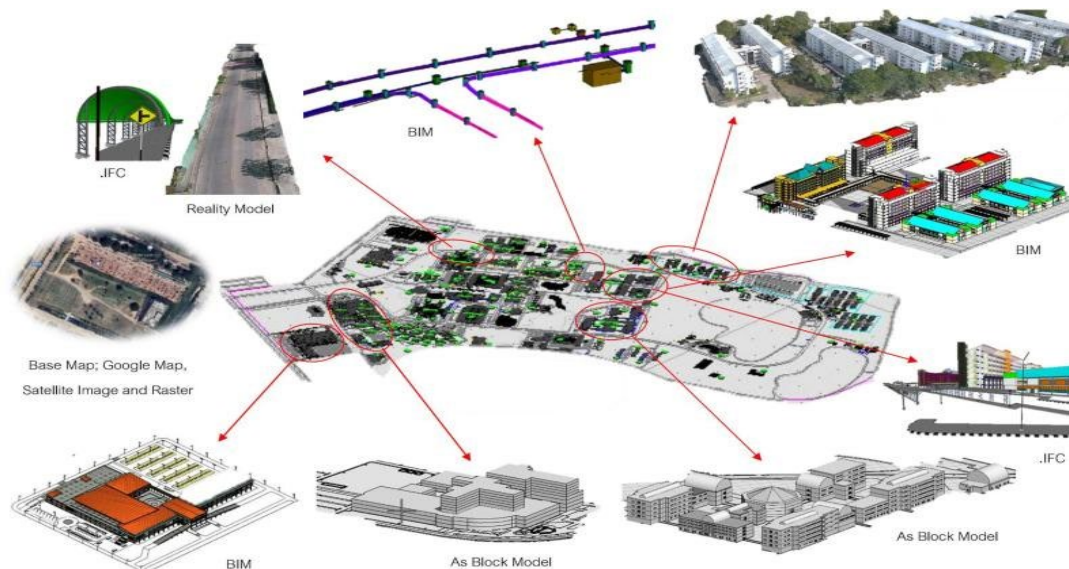 BIM
.IFC
Reality Model
BIM
Base Map; Google Map,
Satellite Image and Raster
.IFC
BIM
As Block Model
As Block Model